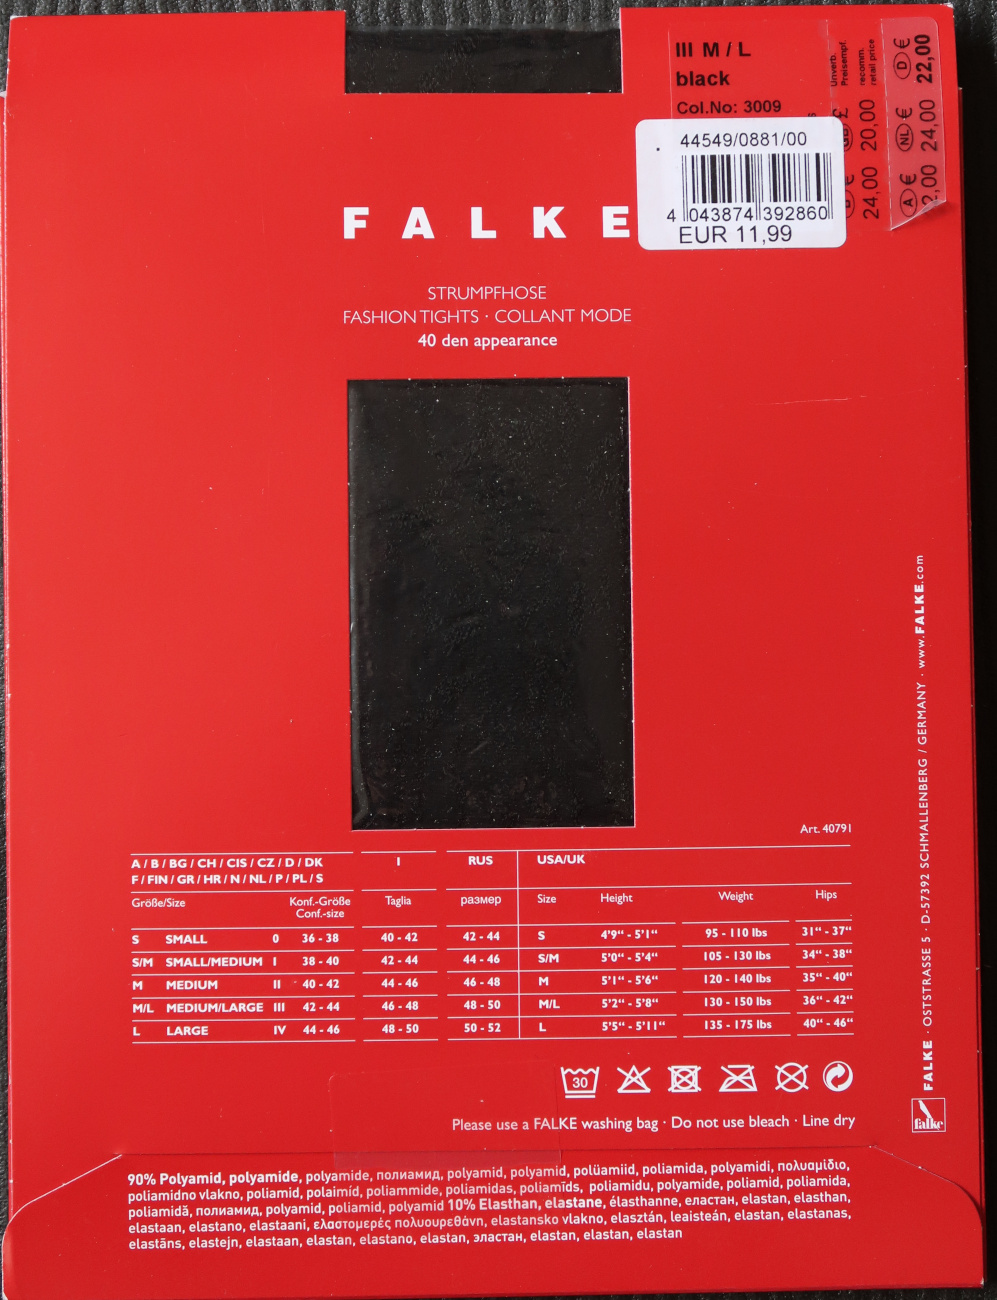 III M / L
black
Col.No: 3009
Unverb.
Preisempf.
recomm.
retail price
D € 22,00
£ 20,00
NL € 24,00
€ 24,00
A €
44549/0881/00
4 043874 392860
EUR 11,99
FALKE
STRUMPFHOSE
FASHION TIGHTS · COLLANT MODE
40 den appearance
Art. 40791
A / B / BG / CH / CIS / CZ / D / DK I RUS USA/UK
F / FIN / GR / HR / N / NL / P / PL / S
Größe/Size Konf.-Größe Taglia размер Size Height Weight Hips
Conf.-size
S SMALL 0 36 - 38 40 - 42 42 - 44 S 4'9“ - 5'1“ 95 - 110 lbs 31“ - 37“
S/M SMALL/MEDIUM I 38 - 40 42 - 44 44 - 46 S/M 5'0“ - 5'4“ 105 - 130 lbs 34“ - 38“
M MEDIUM II 40 - 42 44 - 46 46 - 48 M 5'1“ - 5'6“ 120 - 140 lbs 35“ - 40“
M/L MEDIUM/LARGE III 42 - 44 46 - 48 48 - 50 M/L 5'2“ - 5'8“ 130 - 150 lbs 36“ - 42“
L LARGE IV 44 - 46 48 - 50 50 - 52 L 5'5“ - 5'11“ 135 - 175 lbs 40“ - 46“
30
Please use a FALKE washing bag · Do not use bleach · Line dry
90% Polyamid, polyamide, polyamide, полиамид, polyamid, polyamid, polüamiid, poliamida, polyamidi, πολυαμίδιο,
poliamidno vlakno, poliamid, polaimíd, poliammide, poliamidas, poliamīds, poliamidu, polyamide, poliamid, poliamida,
poliamidă, полиамид, polyamid, poliamid, polyamid 10% Elasthan, elastane, élasthanne, еластан, elastan, elasthan,
elastaan, elastano, elastaani, ελαστομερές πολυουρεθάνη, elastansko vlakno, elasztán, leaisteán, elastan, elastanas,
elastāns, elastejn, elastaan, elastan, elastano, elastan, эластан, elastan, elastan, elastan
FALKE · OSTSTRASSE 5 · D-57392 SCHMALLENBERG / GERMANY · www.FALKE.com
falke